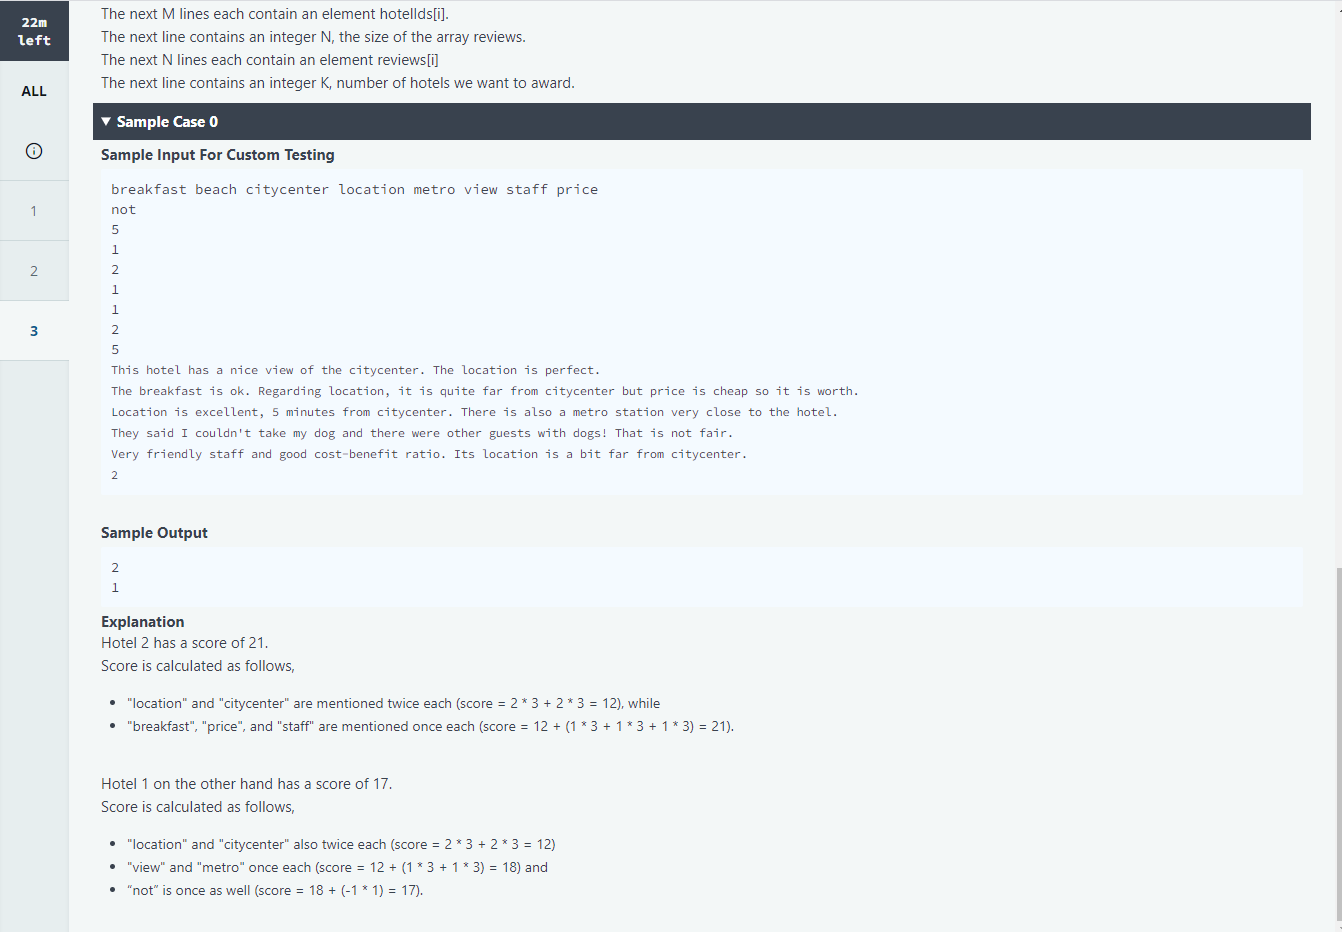 22m
left
ALL
1
2
3
The next M lines each contain an element hotelIds[i].
The next line contains an integer N, the size of the array reviews.
The next N lines each contain an element reviews[i]
The next line contains an integer K, number of hotels we want to award.
▼ Sample Case 0
Sample Input For Custom Testing
breakfast beach citycenter location metro view staff price
not
5
1
2
1
1
2
5
This hotel has a nice view of the citycenter. The location is perfect.
The breakfast is ok. Regarding location, it is quite far from citycenter but price is cheap so it is worth.
Location is excellent, 5 minutes from citycenter. There is also a metro station very close to the hotel.
They said I couldn't take my dog and there were other guests with dogs! That is not fair.
Very friendly staff and good cost-benefit ratio. Its location is a bit far from citycenter.
2
Sample Output
2
1
Explanation
Hotel 2 has a score of 21.
Score is calculated as follows,
• "location" and "citycenter" are mentioned twice each (score = 2 * 3 + 2 * 3 = 12), while
• "breakfast", "price", and "staff" are mentioned once each (score = 12 + (1 * 3 + 1 * 3 + 1 * 3) = 21).
Hotel 1 on the other hand has a score of 17.
Score is calculated as follows,
• "location" and "citycenter" also twice each (score = 2 * 3 + 2 * 3 = 12)
• "view" and "metro" once each (score = 12 + (1 * 3 + 1 * 3) = 18) and
• "not" is once as well (score = 18 + (-1 * 1) = 17).